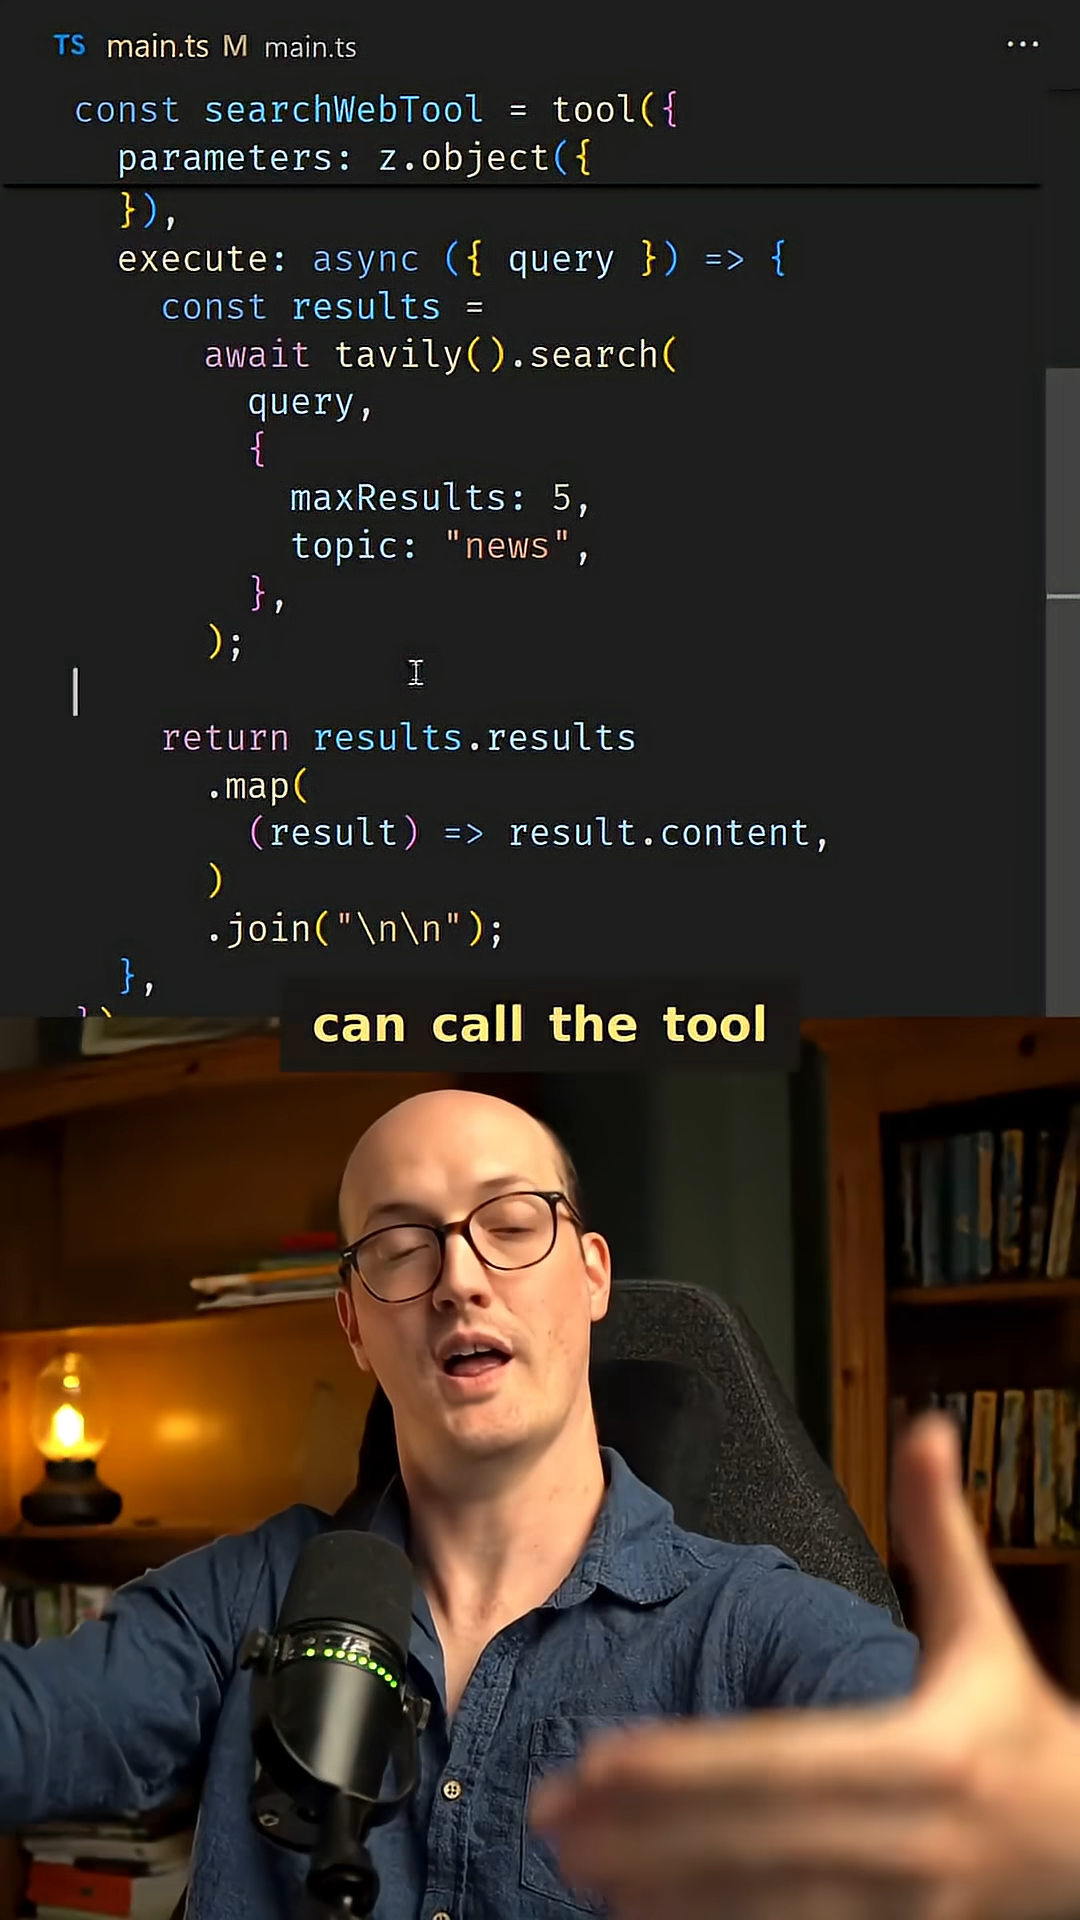 TS main.ts M main.ts ...
const searchWebTool = tool({
  parameters: z.object({
  }),
  execute: async ({ query }) => {
    const results =
      await tavily().search(
        query,
        {
          maxResults: 5,
          topic: "news",
        },
      );
    return results.results
      .map(
        (result) => result.content,
      )
      .join("\n\n");
  },
})
can call the tool